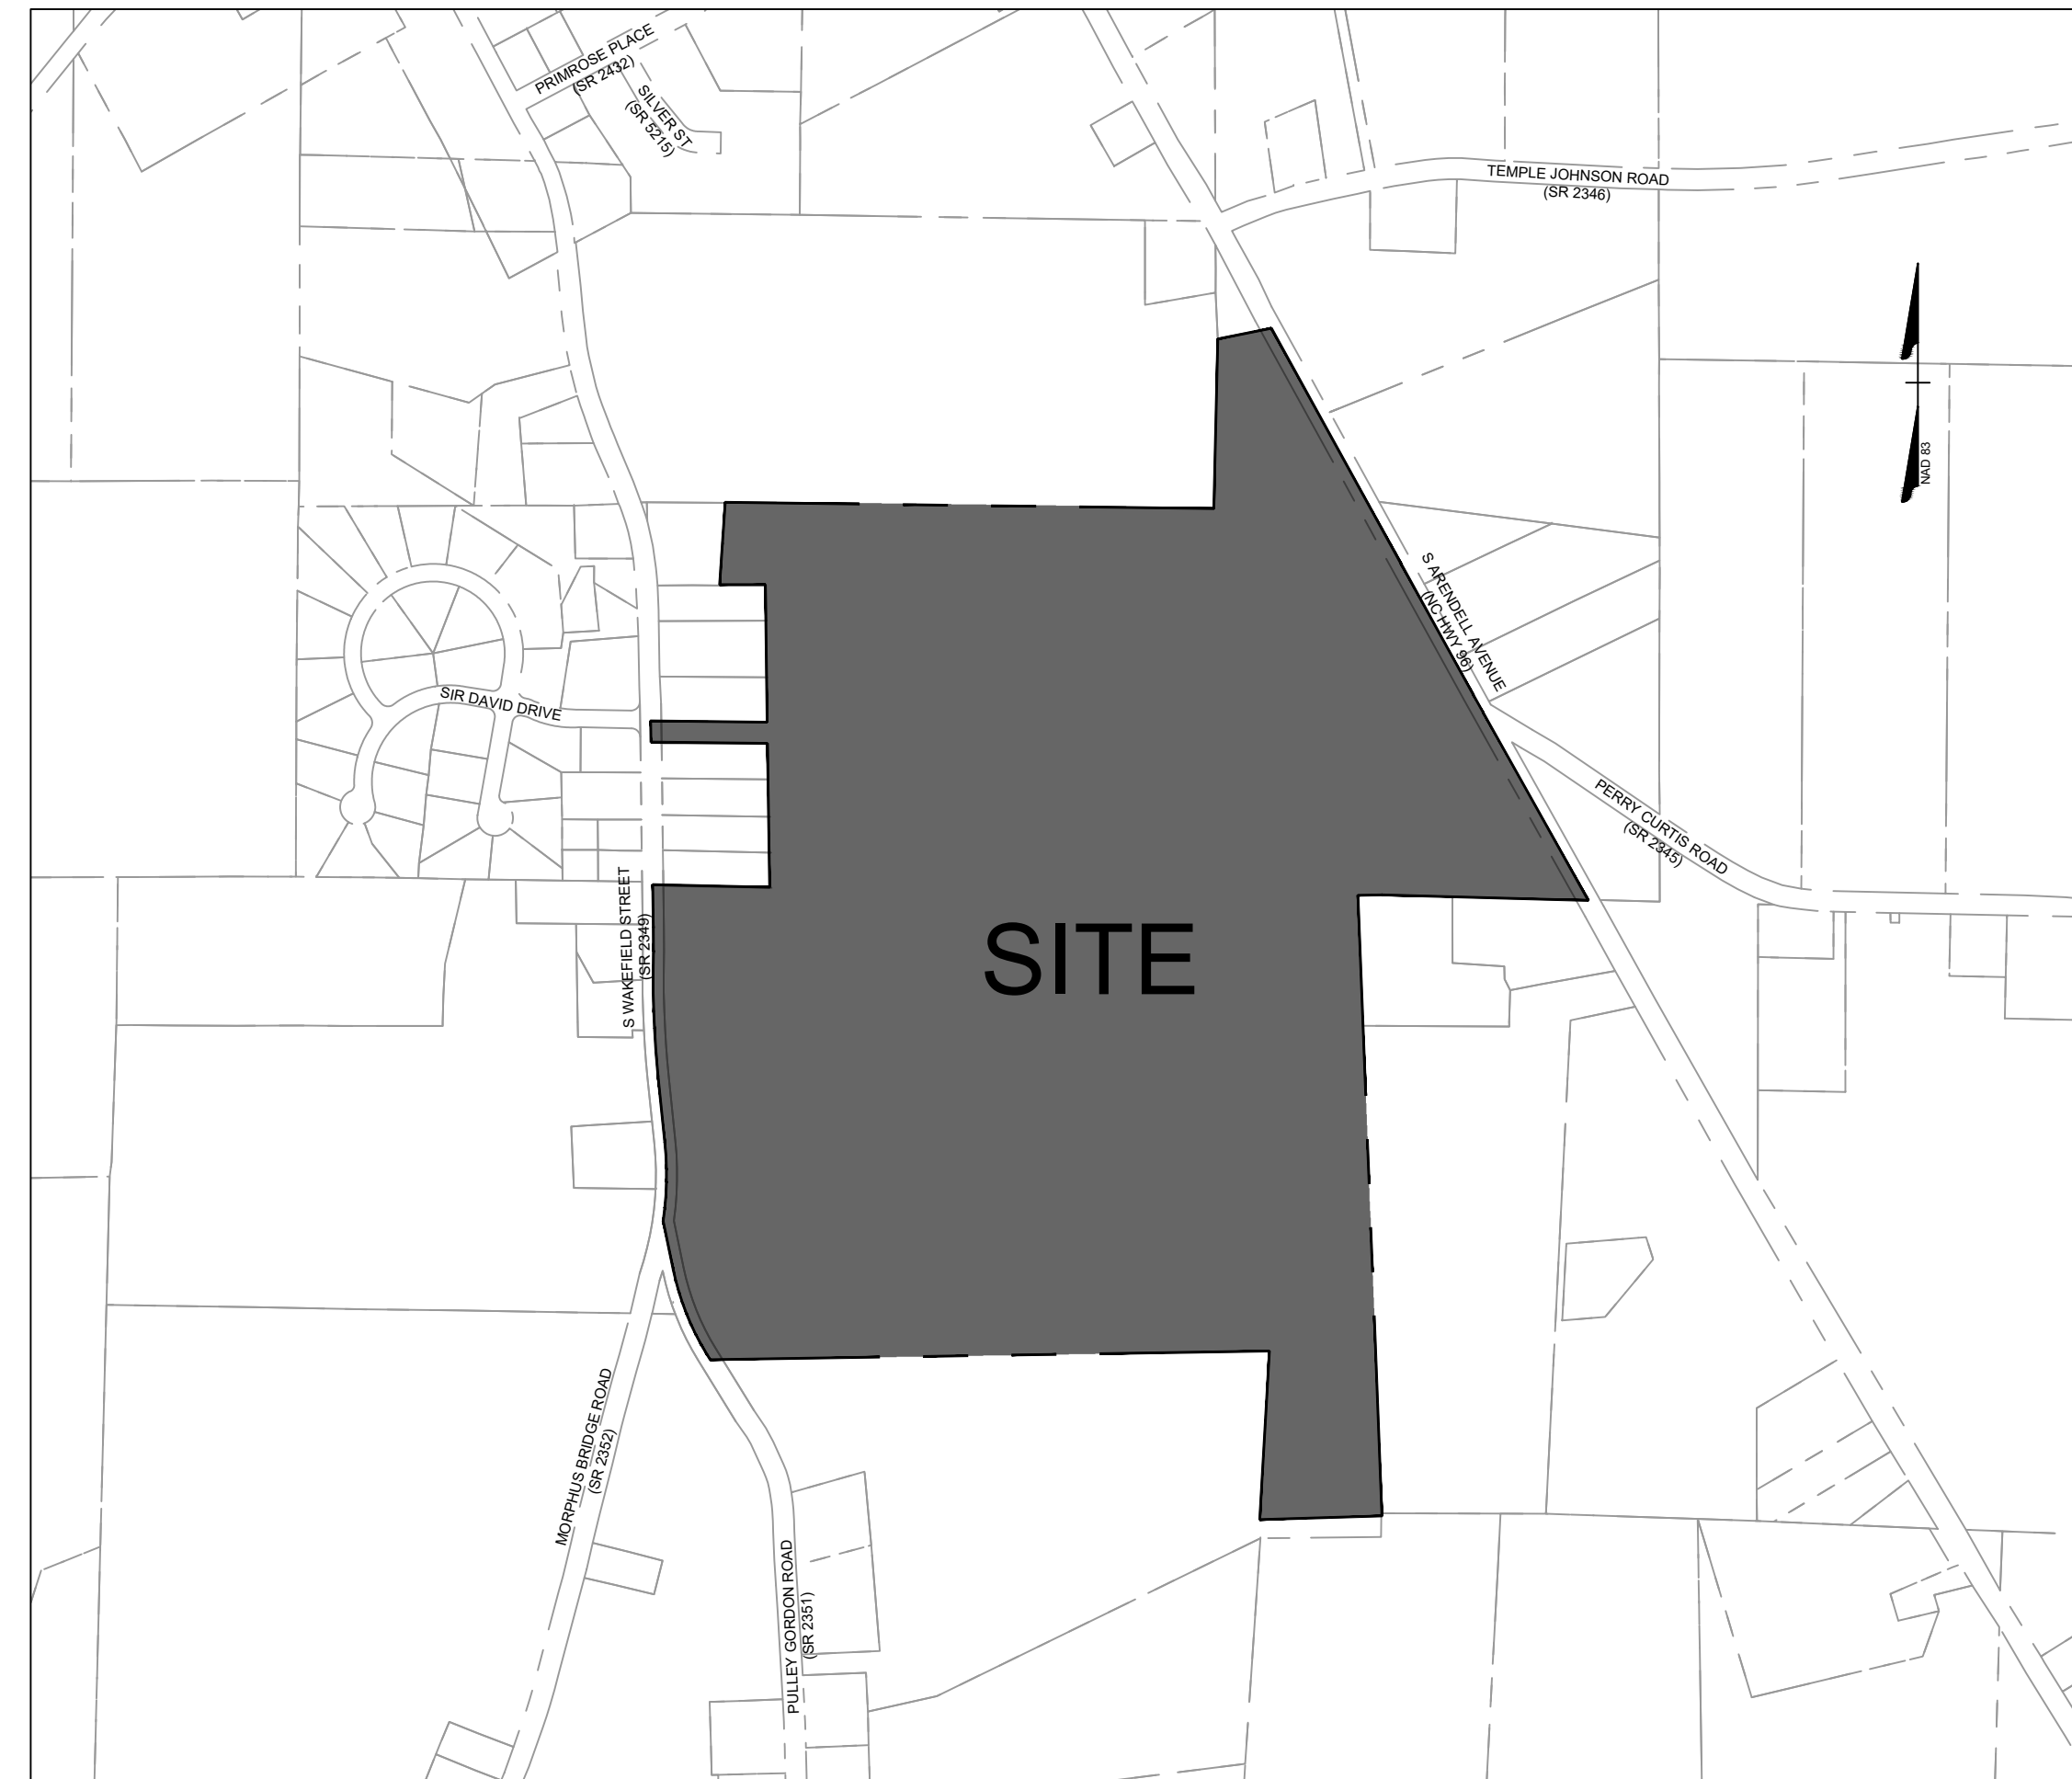 PRIMROSE PLACE
(SR 2432)
SILVER ST
(SR 5215)
TEMPLE JOHNSON ROAD
(SR 2346)
NAD 83
S ARENDELL AVENUE
(NC HWY 96)
SIR DAVID DRIVE
PERRY CURTIS ROAD
(SR 2345)
S WAKEFIELD STREET
(SR 2349)
SITE
MORPHUS BRIDGE ROAD
(SR 2352)
PULLEY GORDON ROAD
(SR 2351)